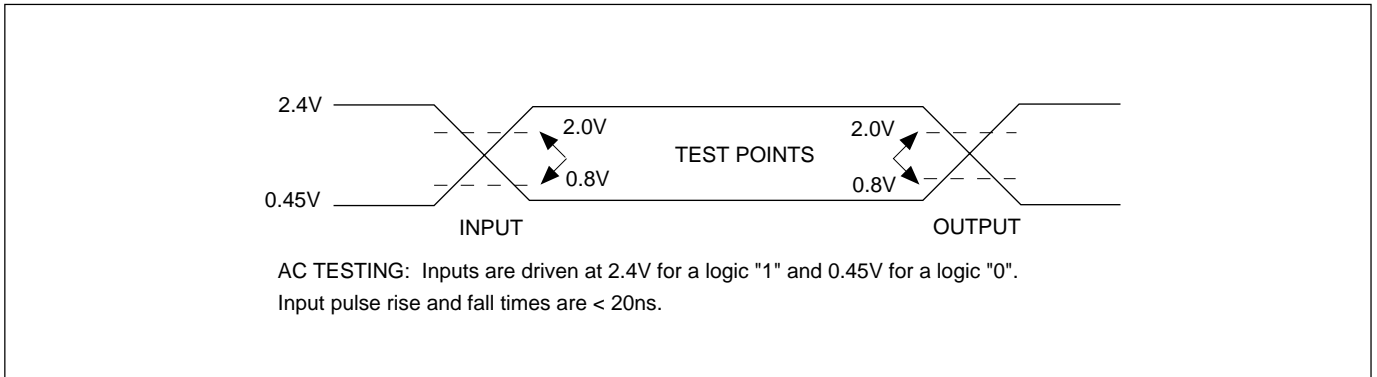 2.4V
2.0V
2.0V
TEST POINTS
0.8V
0.8V
0.45V
INPUT
OUTPUT
AC TESTING: Inputs are driven at 2.4V for a logic "1" and 0.45V for a logic "0".
Input pulse rise and fall times are < 20ns.